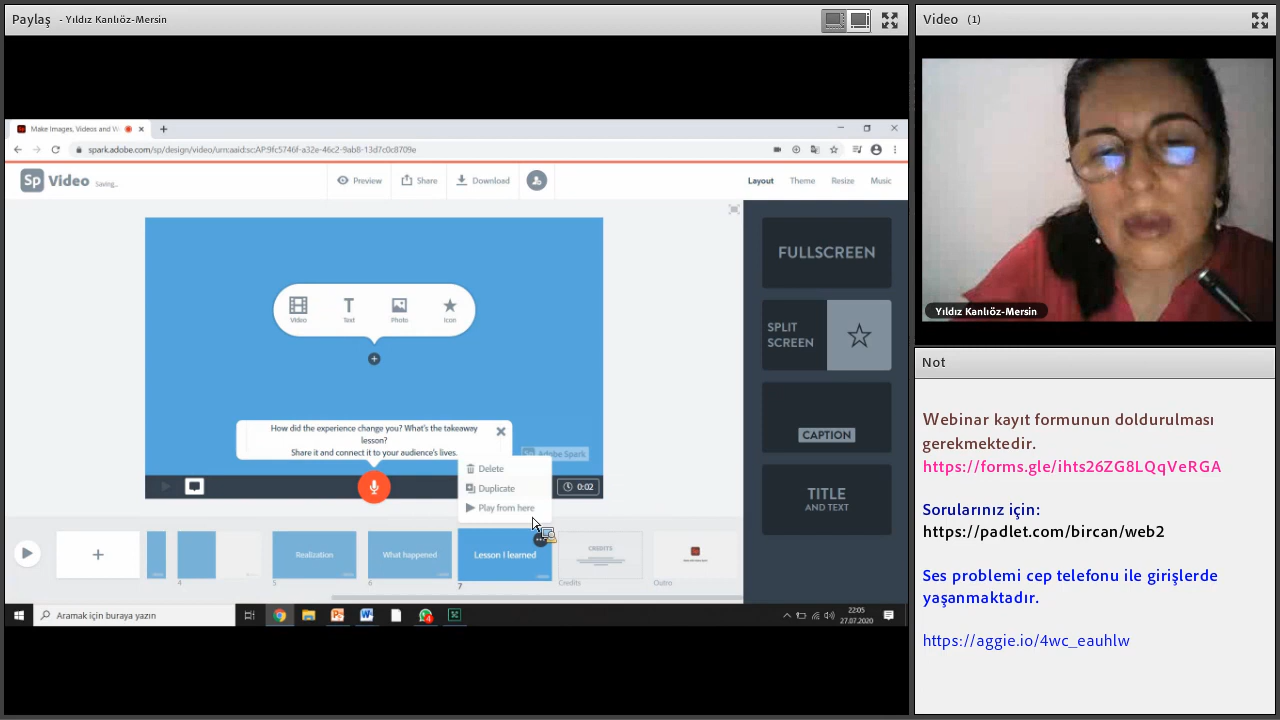 Paylaş - Yıldız Kanlıöz-Mersin
Make Images, Videos and W
spark.adobe.com/sp/design/video/urn:aaid:sc:AP:9fc5746f-a32e-46c2-9ab8-13d7c0c8709e
Sp Video Saving...
Preview
Share
Download
Layout
Theme
Resize
Music
Video
Text
Photo
Icon
How did the experience change you? What's the takeaway
lesson?
Share it and connect it to your audience's lives.
Sp Adobe Spark
Delete
Duplicate
Play from here
0:02
FULLSCREEN
SPLIT
SCREEN
CAPTION
TITLE
AND TEXT
4
Realization
5
What happened
6
Lesson I learned
7
CREDITS
Credits
Outro
Aramak için buraya yazın
22:05
27.07.2020
Video (1)
Yıldız Kanlıöz-Mersin
Not
Webinar kayıt formunun doldurulması
gerekmektedir.
https://forms.gle/ihts26ZG8LQqVeRGA
Sorularınız için:
https://padlet.com/bircan/web2
Ses problemi cep telefonu ile girişlerde
yaşanmaktadır.
https://aggie.io/4wc_eauhlw